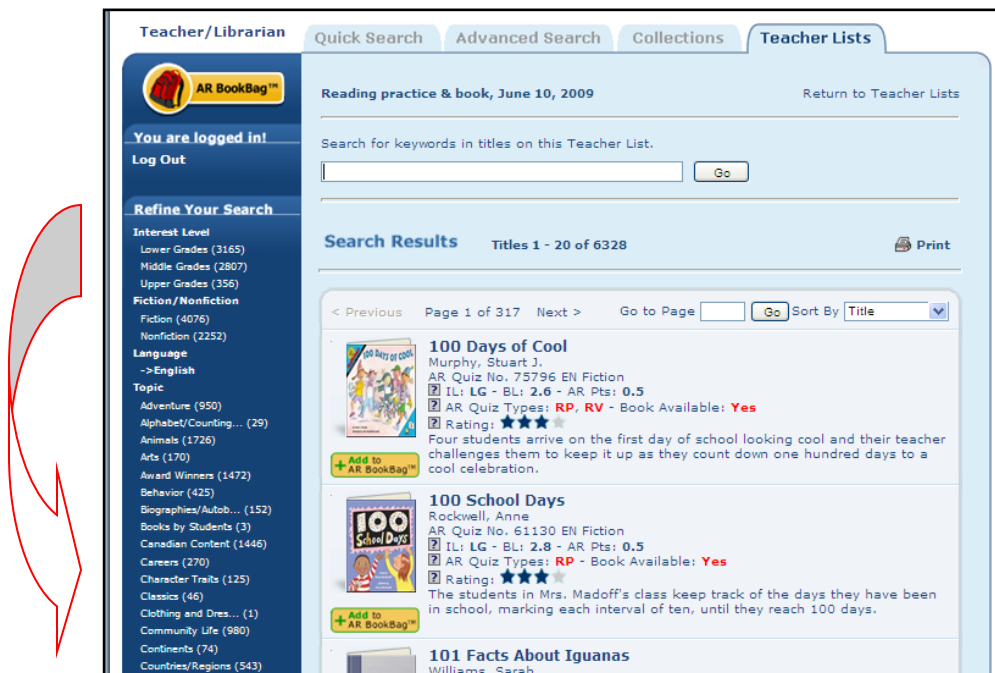 Teacher/Librarian
Quick Search
Advanced Search
Collections
Teacher Lists
AR BookBag™
You are logged in!
Log Out
Refine Your Search
Interest Level
Lower Grades (3165)
Middle Grades (2807)
Upper Grades (356)
Fiction/Nonfiction
Fiction (4076)
Nonfiction (2252)
Language
->English
Topic
Adventure (950)
Alphabet/Counting... (29)
Animals (1726)
Arts (170)
Award Winners (1472)
Behavior (425)
Biographies/Autob... (152)
Books by Students (3)
Canadian Content (1446)
Careers (270)
Character Traits (125)
Classics (46)
Clothing and Dres... (1)
Community Life (980)
Continents (74)
Countries/Regions (543)
Reading practice & book, June 10, 2009
Return to Teacher Lists
Search for keywords in titles on this Teacher List.
Go
Search Results
Titles 1 - 20 of 6328
Print
< Previous Page 1 of 317 Next > Go to Page Go Sort By Title
100 DAYS OF COOL
+ Add to
AR BookBag™
100 Days of Cool
Murphy, Stuart J.
AR Quiz No. 75796 EN Fiction
? IL: LG - BL: 2.6 - AR Pts: 0.5
? AR Quiz Types: RP, RV - Book Available: Yes
? Rating:
Four students arrive on the first day of school looking cool and their teacher
challenges them to keep it up as they count down one hundred days to a
cool celebration.
100
School Days
+ Add to
AR BookBag™
100 School Days
Rockwell, Anne
AR Quiz No. 61130 EN Fiction
? IL: LG - BL: 2.8 - AR Pts: 0.5
? AR Quiz Types: RP - Book Available: Yes
? Rating:
The students in Mrs. Madoff's class keep track of the days they have been
in school, marking each interval of ten, until they reach 100 days.
101 Facts About Iguanas
Williams, Sarah